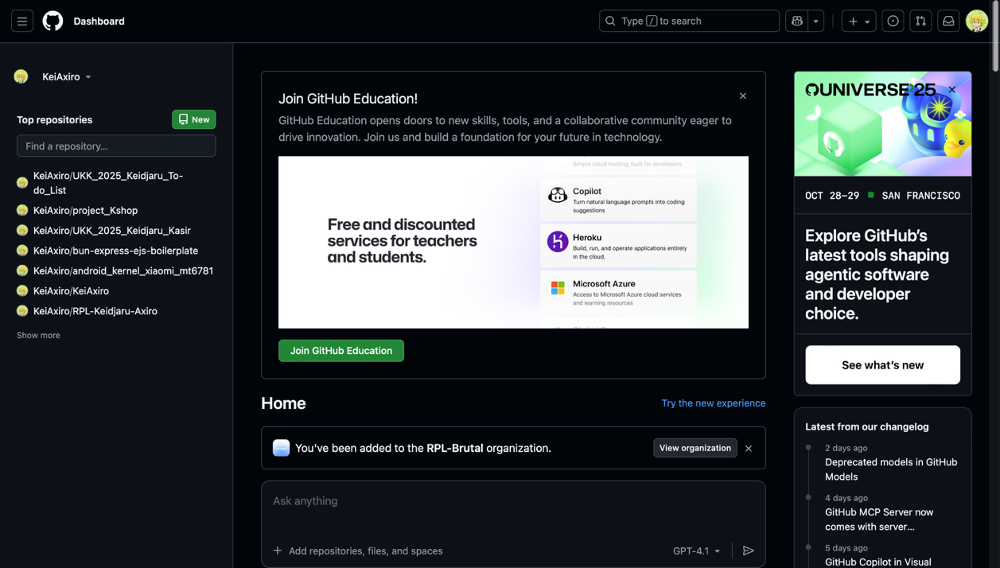 Dashboard
Type / to search
KeiAxiro
Top repositories
New
Find a repository...
KeiAxiro/UKK_2025_Keidjaru_To-
do_List
KeiAxiro/project_Kshop
KeiAxiro/UKK_2025_Keidjaru_Kasir
KeiAxiro/bun-express-ejs-boilerplate
KeiAxiro/android_kernel_xiaomi_mt6781
KeiAxiro/KeiAxiro
KeiAxiro/RPL-Keidjaru-Axiro
Show more
Join GitHub Education!
GitHub Education opens doors to new skills, tools, and a collaborative community eager to
drive innovation. Join us and build a foundation for your future in technology.
Free and discounted
services for teachers
and students.
Simple cloud hosting, built for developers
Copilot
Turn natural language prompts into coding
suggestions
Heroku
Build, run, and operate applications entirely
in the cloud.
Microsoft Azure
Access to Microsoft Azure cloud services
and learning resources
Join GitHub Education
Home
Try the new experience
You've been added to the RPL-Brutal organization.
View organization
Ask anything
Add repositories, files, and spaces
GPT-4.1
UNIVERSE'25
OCT 28–29 SAN FRANCISCO
Explore GitHub's
latest tools shaping
agentic software
and developer
choice.
See what's new
Latest from our changelog
2 days ago
Deprecated models in GitHub
Models
4 days ago
GitHub MCP Server now
comes with server...
5 days ago
GitHub Copilot in Visual